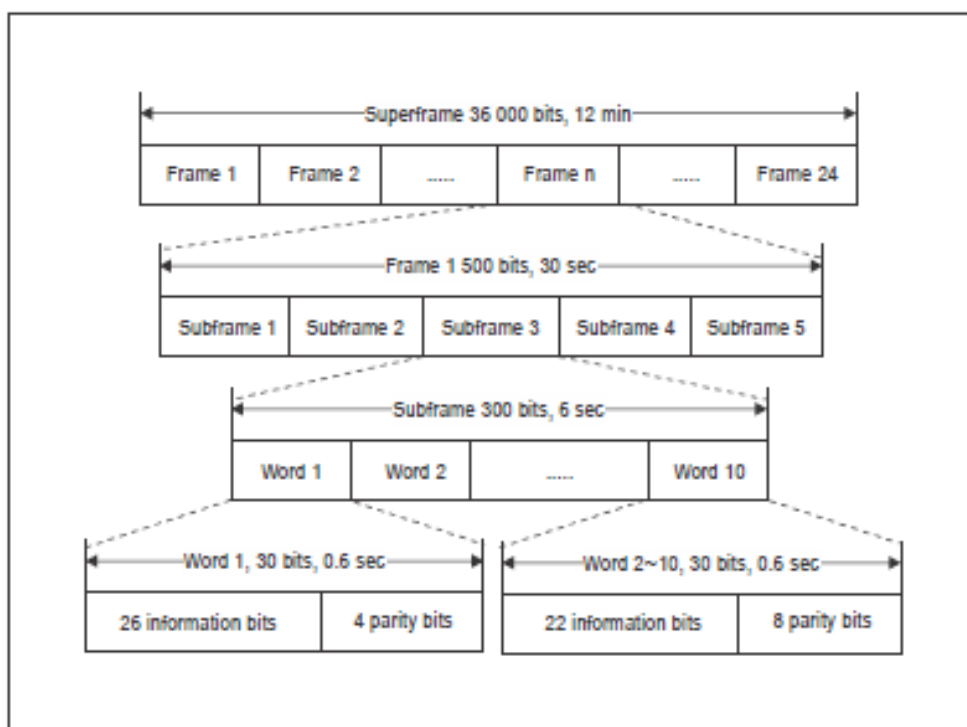 Superframe 36 000 bits, 12 min
Frame 1 Frame 2 ...... Frame n ...... Frame 24
Frame 1 500 bits, 30 sec
Subframe 1 Subframe 2 Subframe 3 Subframe 4 Subframe 5
Subframe 300 bits, 6 sec
Word 1 Word 2 ...... Word 10
Word 1, 30 bits, 0.6 sec Word 2~10, 30 bits, 0.6 sec
26 information bits 4 parity bits 22 information bits 8 parity bits